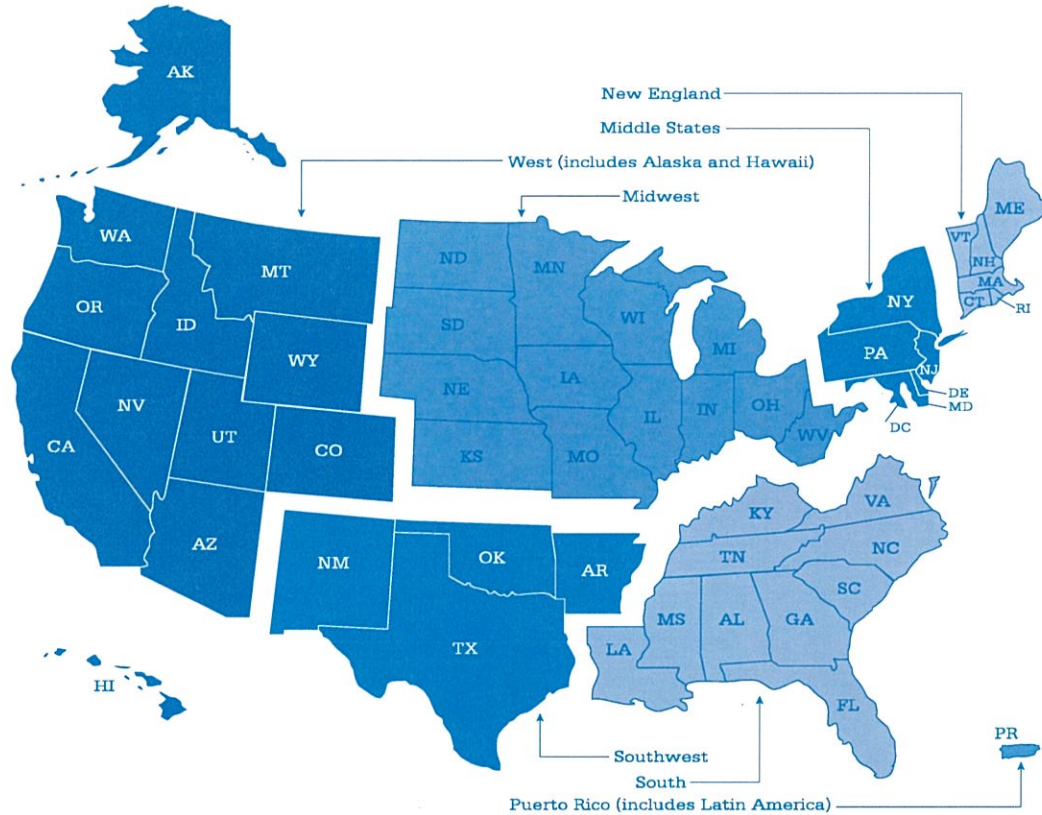 AK
New England
Middle States
West (includes Alaska and Hawaii)
Midwest
ME
WA
VT
ND
MN
NH
MT
MA
OR
NY
CT
RI
ID
SD
WI
PA
MI
WY
NJ
NE
IA
DE
NV
OH
MD
IL
IN
DC
UT
WV
CA
CO
KS
MO
VA
KY
AZ
NC
TN
NM
OK
AR
SC
MS
AL
GA
TX
LA
HI
FL
PR
Southwest
South
Puerto Rico (includes Latin America)